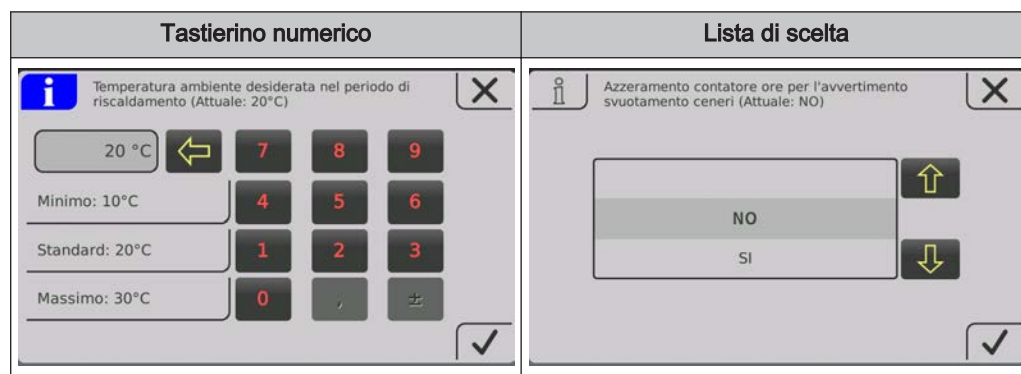 Tastierino numerico
Lista di scelta
i
Temperatura ambiente desiderata nel periodo di
riscaldamento (Attuale: 20°C)
20 °C
7 8 9
Minimo: 10°C
4 5 6
Standard: 20°C
1 2 3
Massimo: 30°C
0 , ±
i
Azzeramento contatore ore per l'avvertimento
svuotamento ceneri (Attuale: NO)
NO
SI